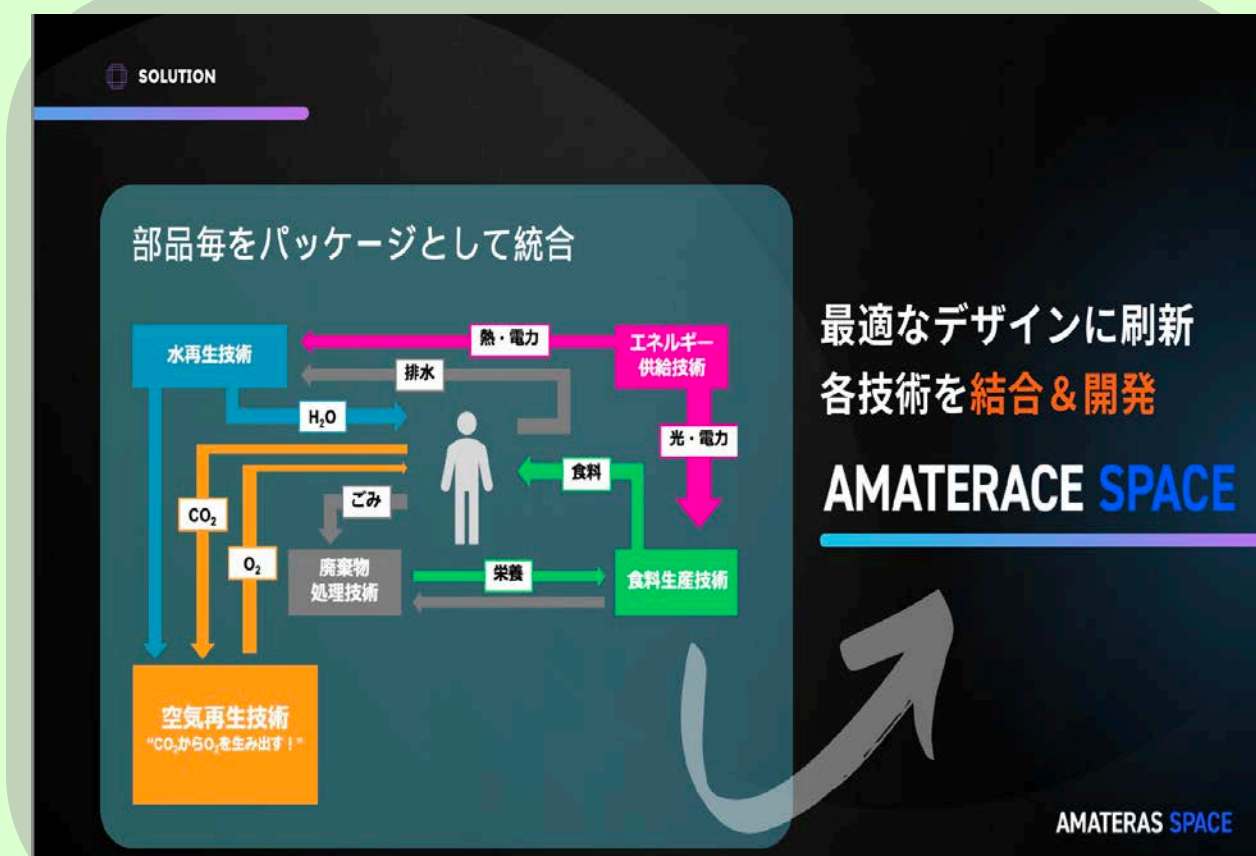 SOLUTION
部品毎をパッケージとして統合
水再生技術
熱・電力
エネルギー
供給技術
排水
H₂O
光・電力
食料
ごみ
CO₂
O₂
廃棄物
処理技術
栄養
食料生産技術
空気再生技術
“CO₂からO₂を生み出す！”
最適なデザインに刷新
各技術を結合＆開発
AMATERACE SPACE
AMATERAS SPACE